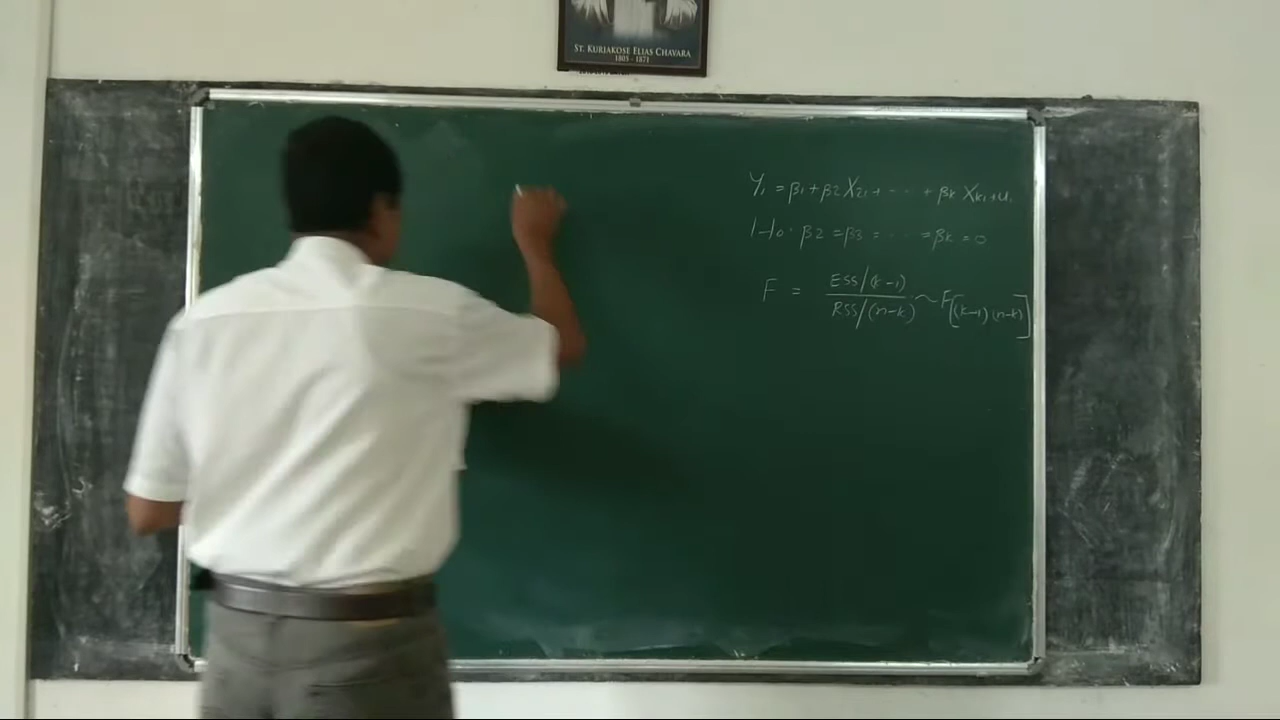 ST. KURIAKOSE ELIAS CHAVARA
1805 - 1871
Yi = β1 + β2 X2i + ---- + βk Xki + ui
H0: β2 = β3 = ---- = βk = 0
F = ESS/(k-1) / RSS/(n-k) ~ F[(k-1)(n-k)]